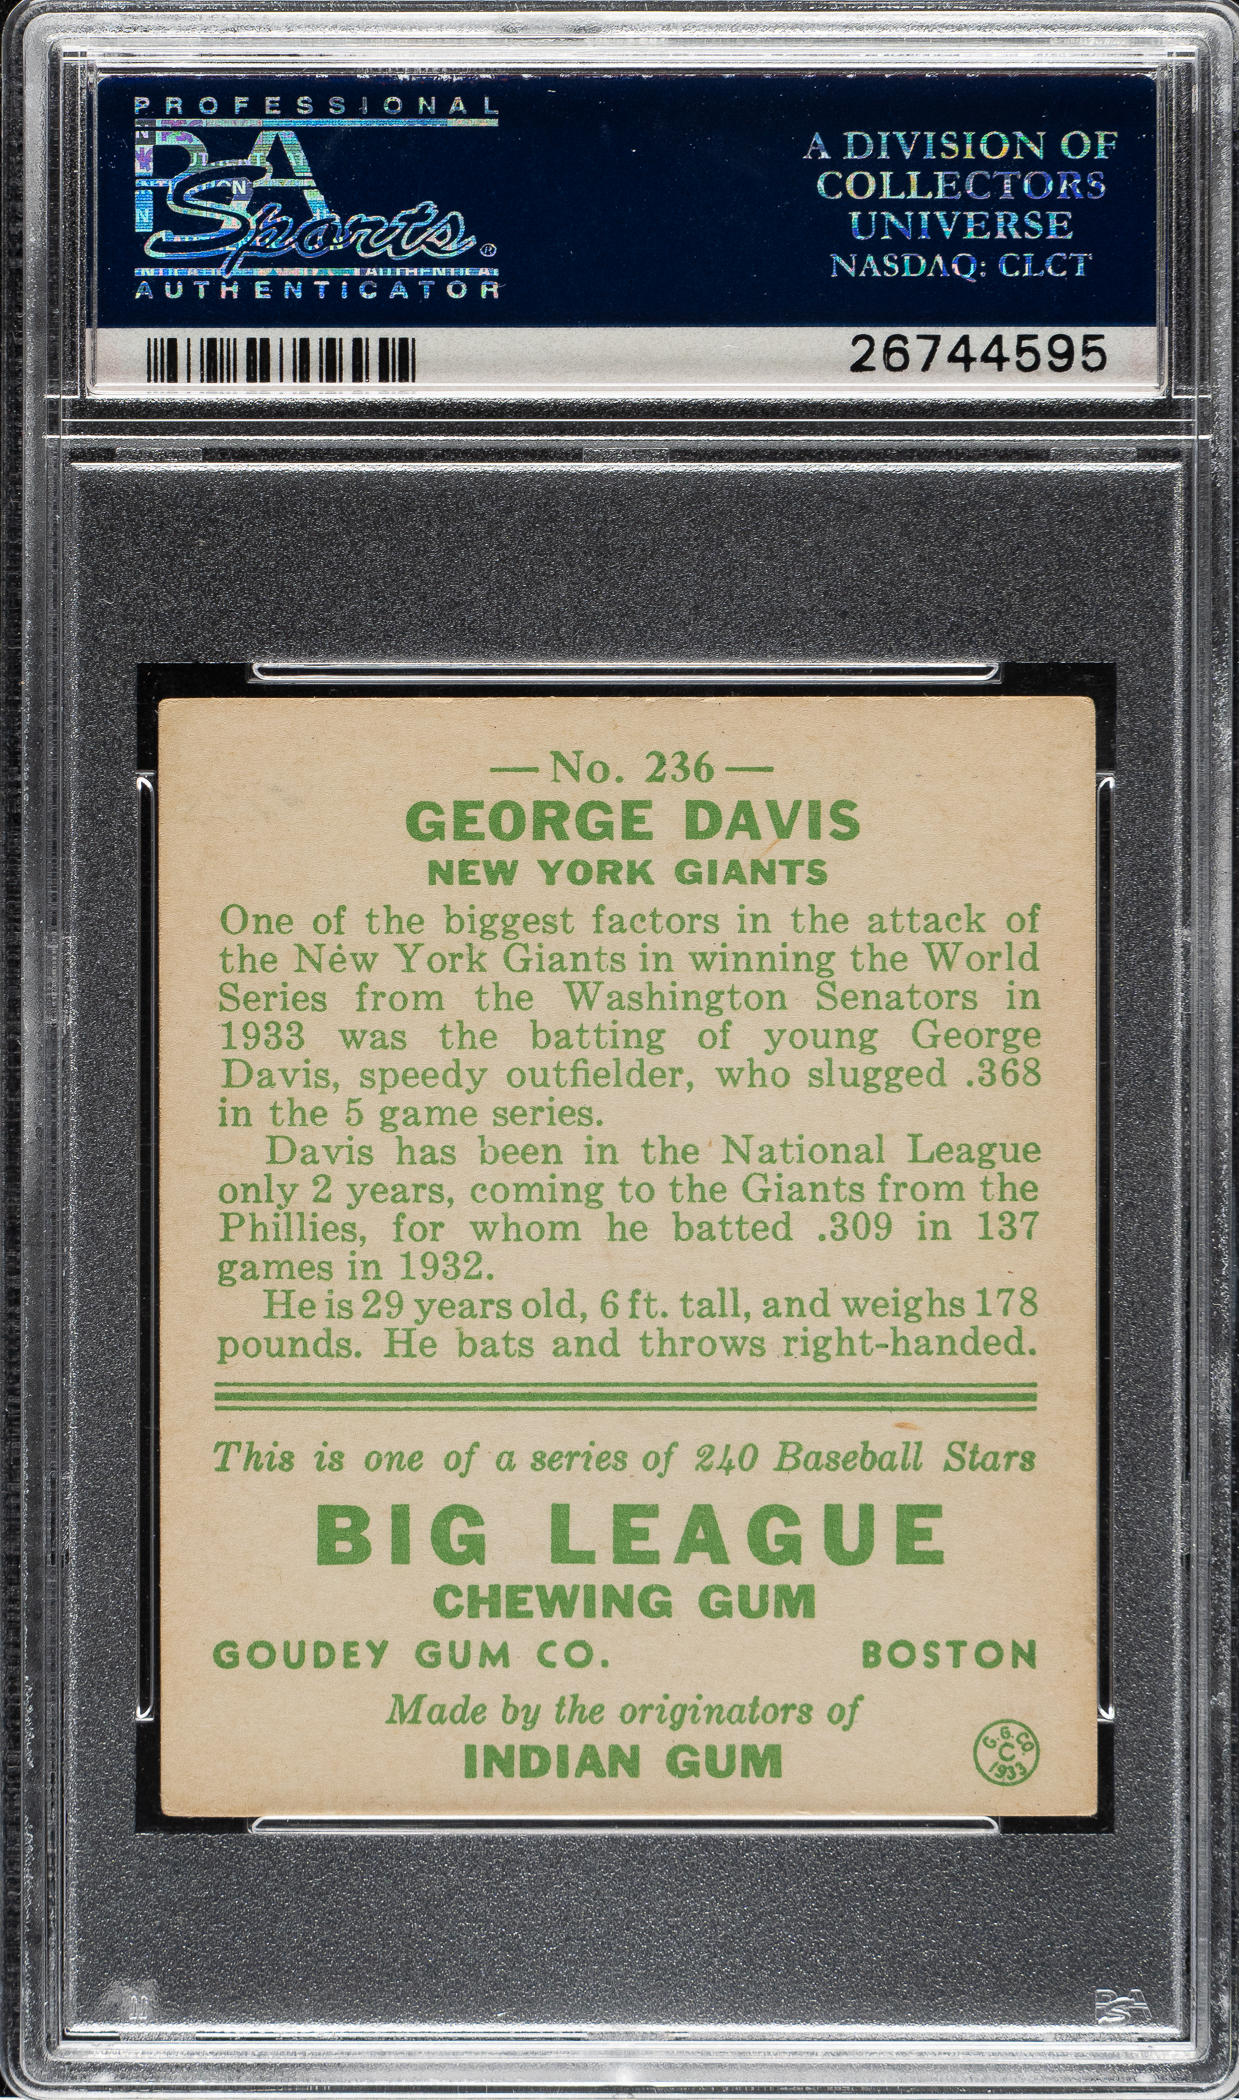 PROFESSIONAL
PSA
Sports®
AUTHENTICATOR
A DIVISION OF
COLLECTORS
UNIVERSE
NASDAQ: CLCT
26744595
— No. 236 —
GEORGE DAVIS
NEW YORK GIANTS
One of the biggest factors in the attack of
the New York Giants in winning the World
Series from the Washington Senators in
1933 was the batting of young George
Davis, speedy outfielder, who slugged .368
in the 5 game series.
Davis has been in the National League
only 2 years, coming to the Giants from the
Phillies, for whom he batted .309 in 137
games in 1932.
He is 29 years old, 6 ft. tall, and weighs 178
pounds. He bats and throws right-handed.
This is one of a series of 240 Baseball Stars
BIG LEAGUE
CHEWING GUM
GOUDEY GUM CO. BOSTON
Made by the originators of
INDIAN GUM
G.G.CO.
C
1933
PSA